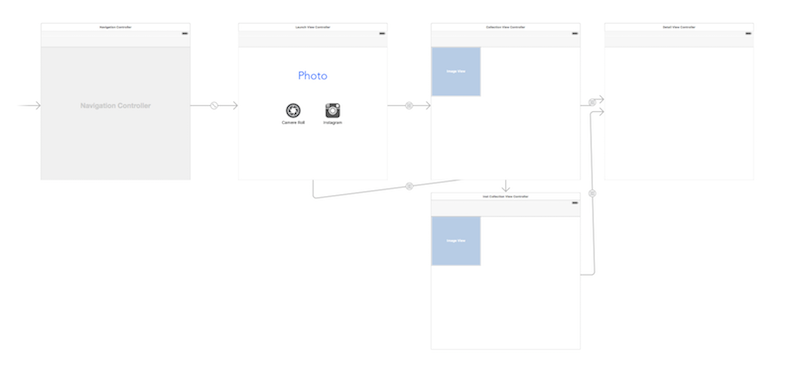 Navigation Controller
Launch View Controller
Collection View Controller
Detail View Controller
Navigation Controller
Photo
Camera Roll
Instagram
Image View
Collection View Controller
Image View